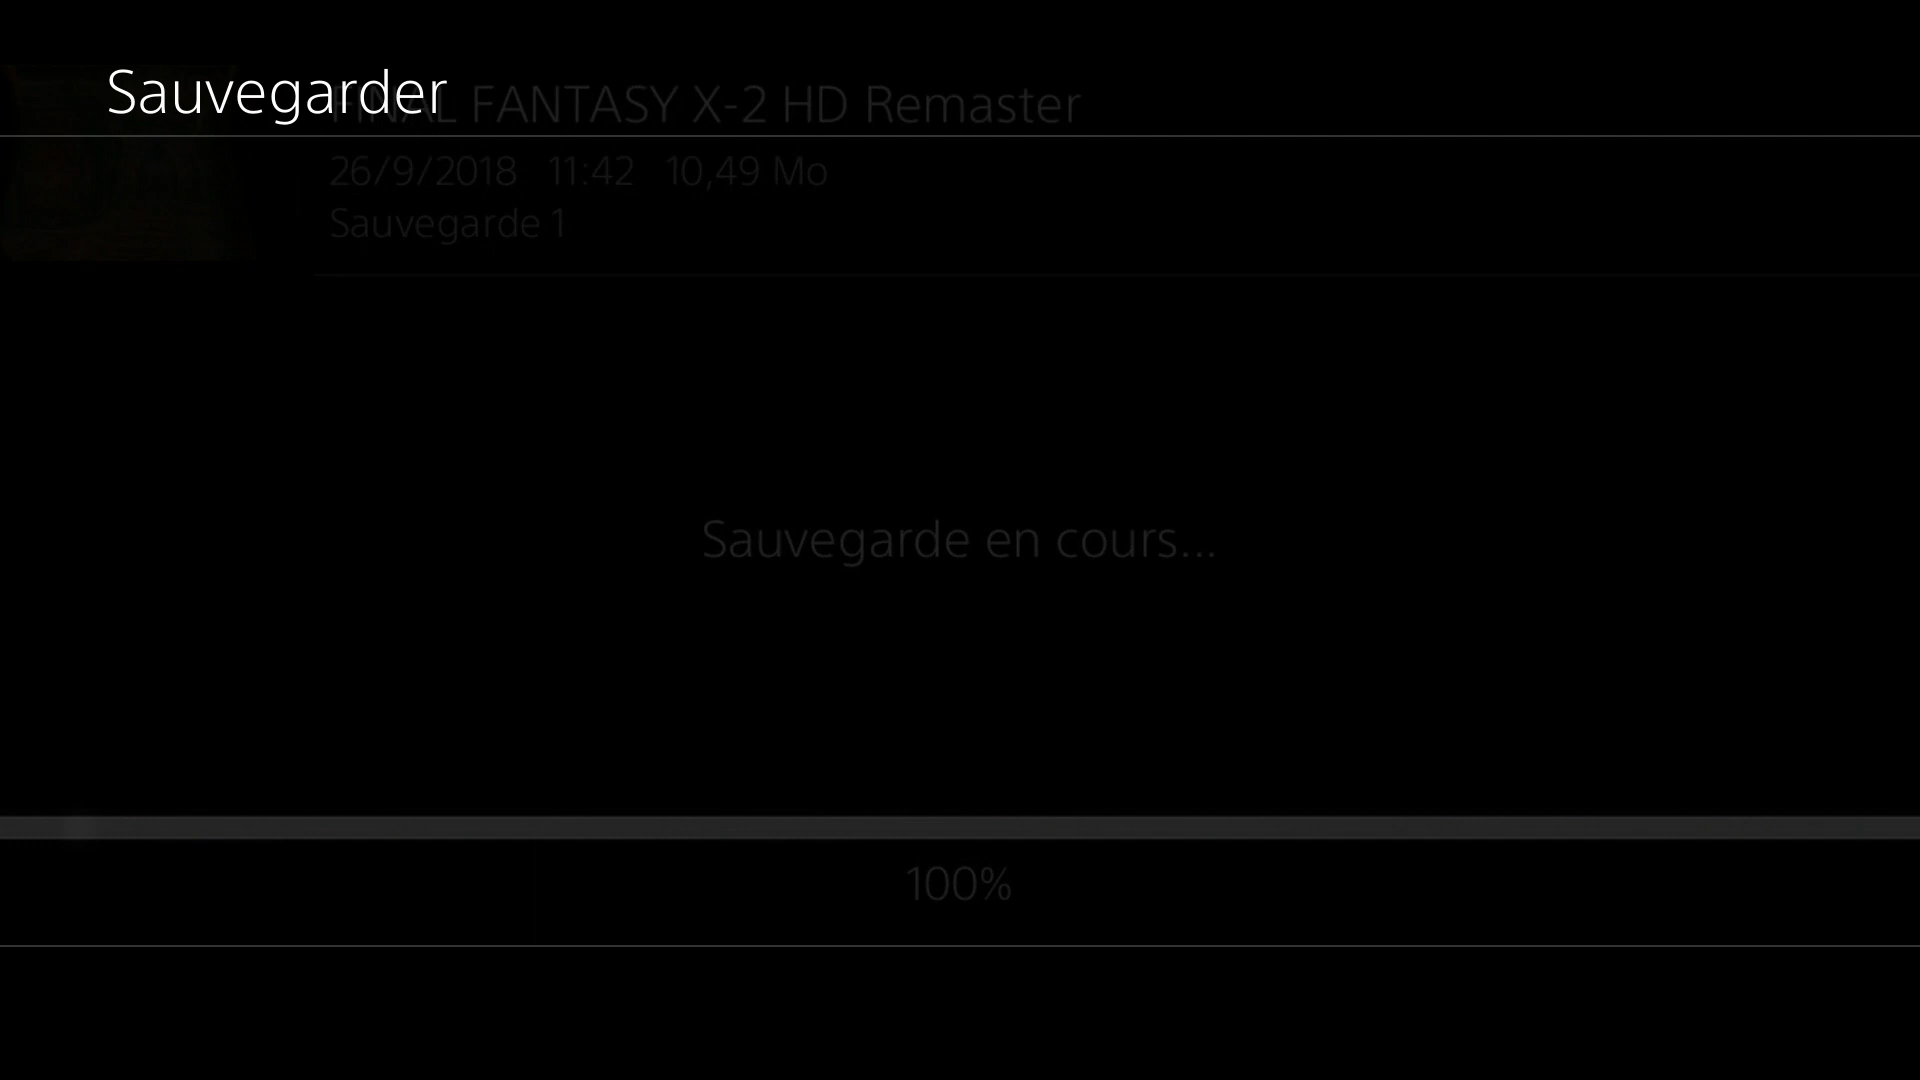 Sauvegarder
FINAL FANTASY X-2 HD Remaster
26/9/2018 11:42 10,49 Mo
Sauvegarde 1
Sauvegarde en cours...
100%